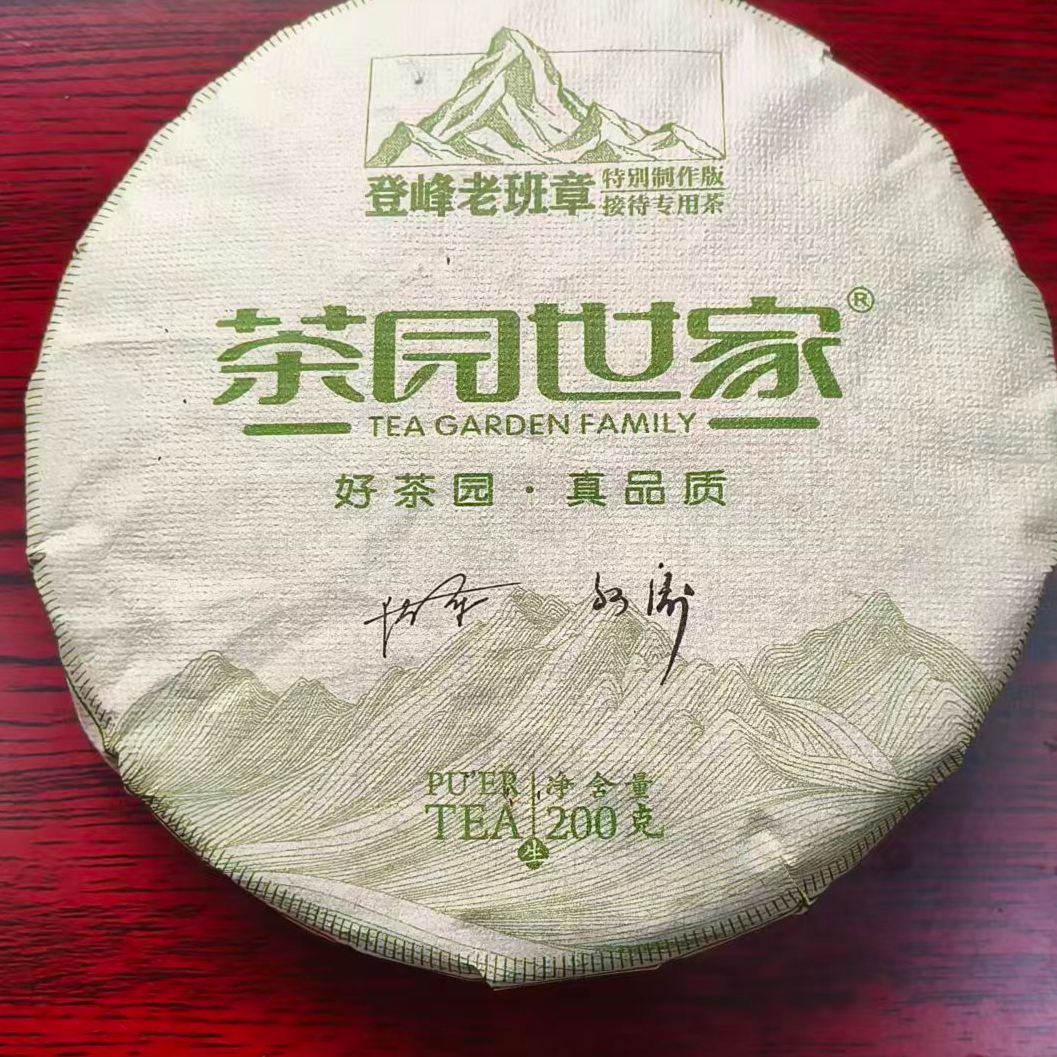 登峰老班章
特别制作版
接待专用茶
茶园世家®
TEA GARDEN FAMILY
好茶园·真品质
PU'ER
TEA
净含量
200克
生